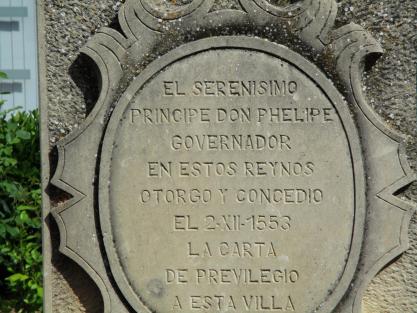 EL SERENISIMO
PRINCIPE DON PHELIPE
GOVERNADOR
EN ESTOS REYNOS
OTORGO Y CONCEDIO
EL 2-XII-1553
LA CARTA
DE PREVILEGIO
A ESTA VILLA